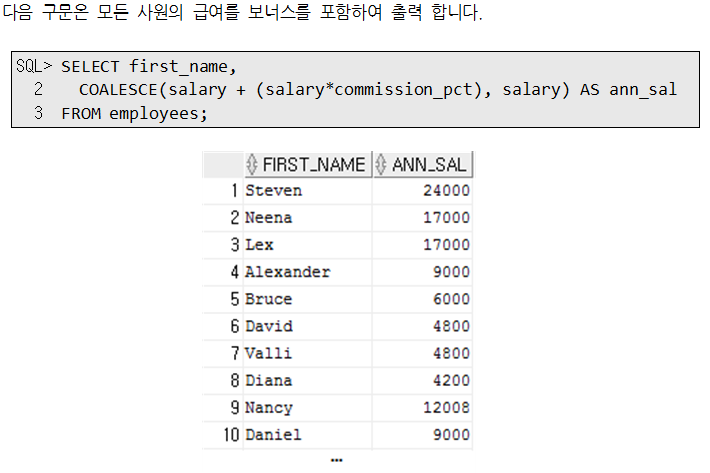 다음 구문은 모든 사원의 급여를 보너스를 포함하여 출력 합니다.
SQL> SELECT first_name,
2 COALESCE(salary + (salary*commission_pct), salary) AS ann_sal
3 FROM employees;
FIRST_NAME ANN_SAL
1 Steven 24000
2 Neena 17000
3 Lex 17000
4 Alexander 9000
5 Bruce 6000
6 David 4800
7 Valli 4800
8 Diana 4200
9 Nancy 12008
10 Daniel 9000
…